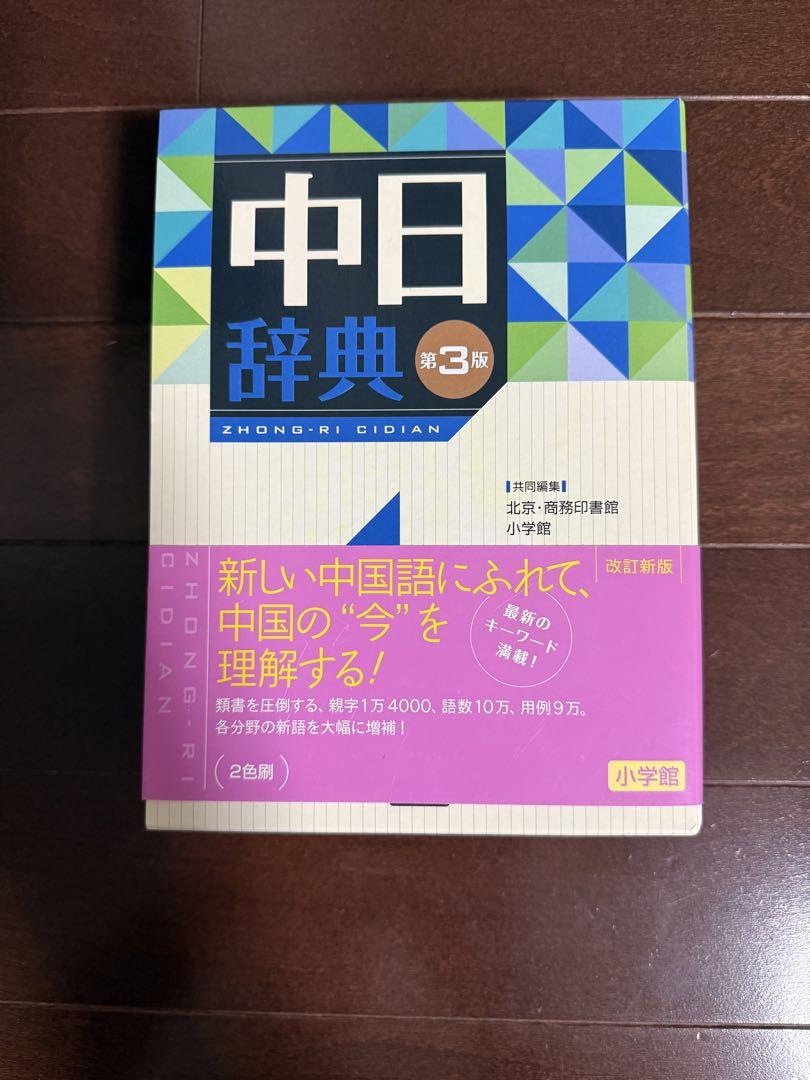 中日
辞典
第3版
ZHONG-RI CIDIAN
共同編集
北京・商務印書館
小学館
ZHONG-RI
CIDIAN
新しい中国語にふれて、
中国の“今”を
理解する!
改訂新版
最新の
キーワード
満載!
類書を圧倒する、親字1万4000、語数10万、用例9万。
各分野の新語を大幅に増補!
(2色刷)
小学館